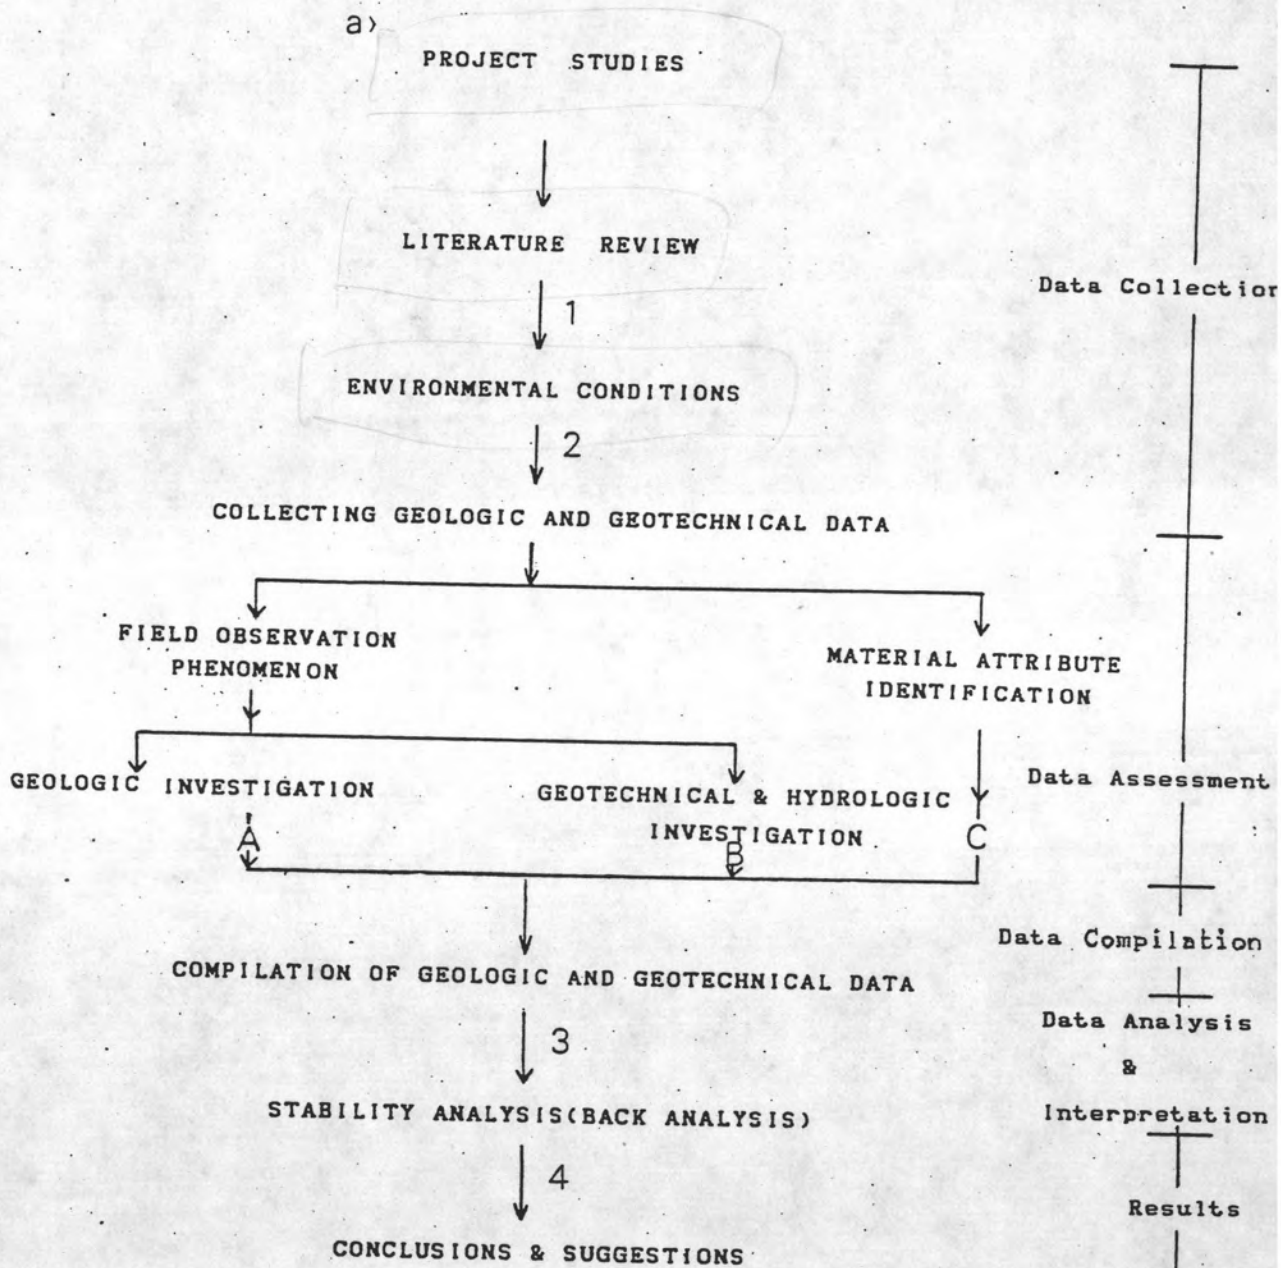 a)
PROJECT STUDIES
LITERATURE REVIEW
1
Data Collection
ENVIRONMENTAL CONDITIONS
2
COLLECTING GEOLOGIC AND GEOTECHNICAL DATA
FIELD OBSERVATION
PHENOMENON
MATERIAL ATTRIBUTE
IDENTIFICATION
GEOLOGIC INVESTIGATION
GEOTECHNICAL & HYDROLOGIC
INVESTIGATION
Data Assessment
A
B
C
Data Compilation
COMPILATION OF GEOLOGIC AND GEOTECHNICAL DATA
3
Data Analysis
&
Interpretation
STABILITY ANALYSIS(BACK ANALYSIS)
4
Results
CONCLUSIONS & SUGGESTIONS